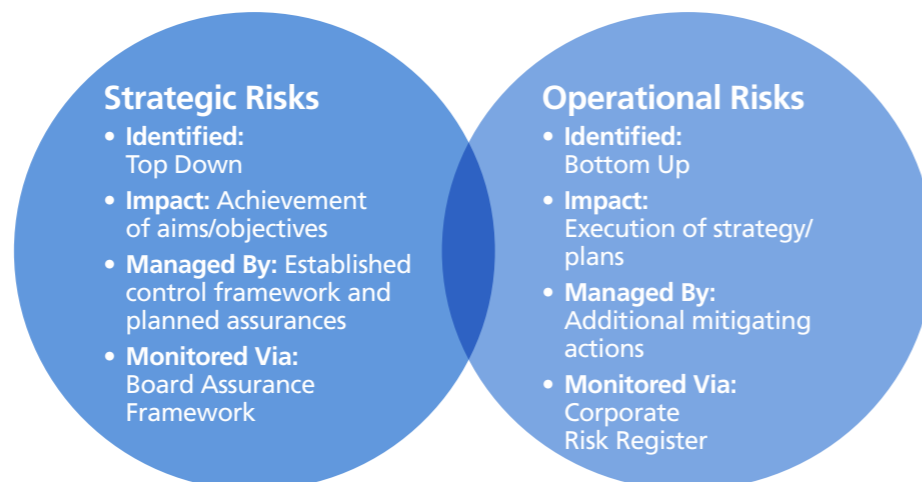 Strategic Risks
• Identified:
Top Down
• Impact: Achievement
of aims/objectives
• Managed By: Established
control framework and
planned assurances
• Monitored Via:
Board Assurance
Framework
Operational Risks
• Identified:
Bottom Up
• Impact:
Execution of strategy/
plans
• Managed By:
Additional mitigating
actions
• Monitored Via:
Corporate
Risk Register